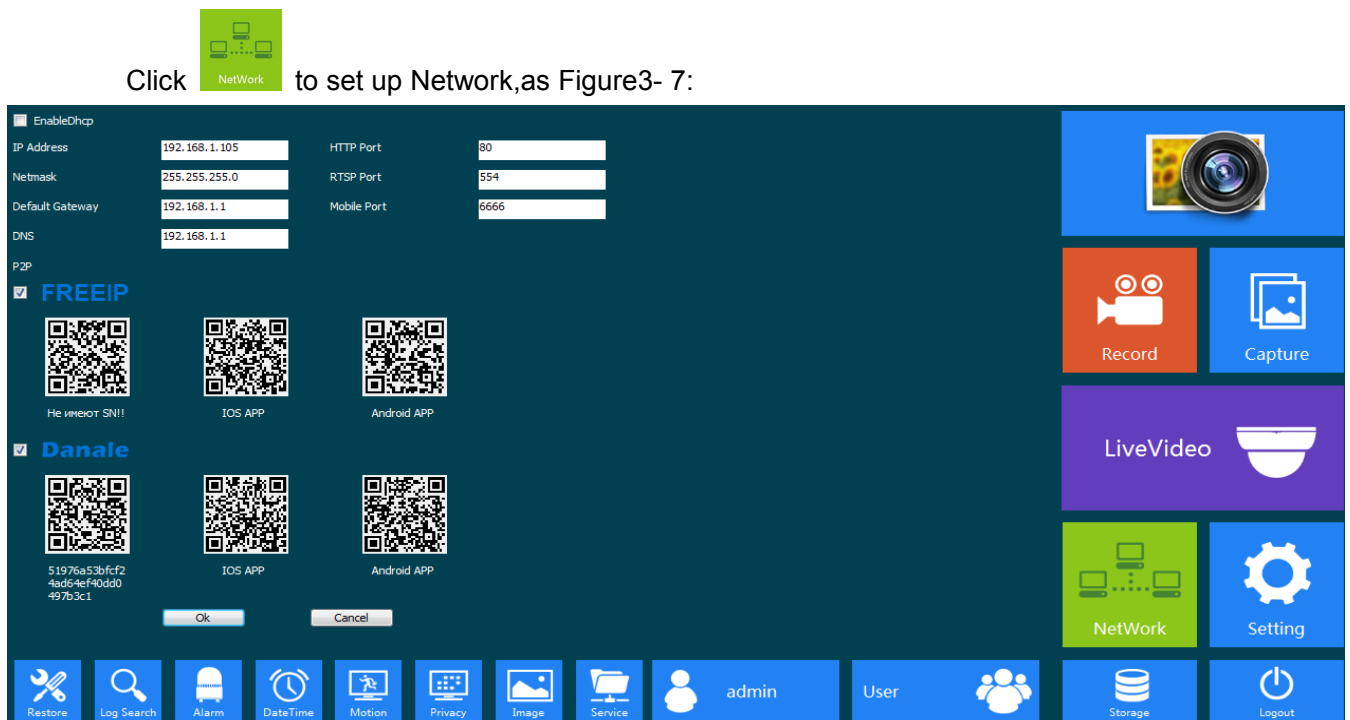 NetWork
Click to set up Network,as Figure3- 7:
EnableDhcp
IP Address 192.168.1.105 HTTP Port 80
Netmask 255.255.255.0 RTSP Port 554
Default Gateway 192.168.1.1 Mobile Port 6666
DNS 192.168.1.1
P2P
FREEIP
Не имеют SN!! IOS APP Android APP
Danale
51976a53bfcf2 IOS APP Android APP
4ad64ef40dd0
497b3c1
Ok Cancel
Record Capture
LiveVideo
NetWork Setting
Restore Log Search Alarm DateTime Motion Privacy Image Service admin User Storage Logout